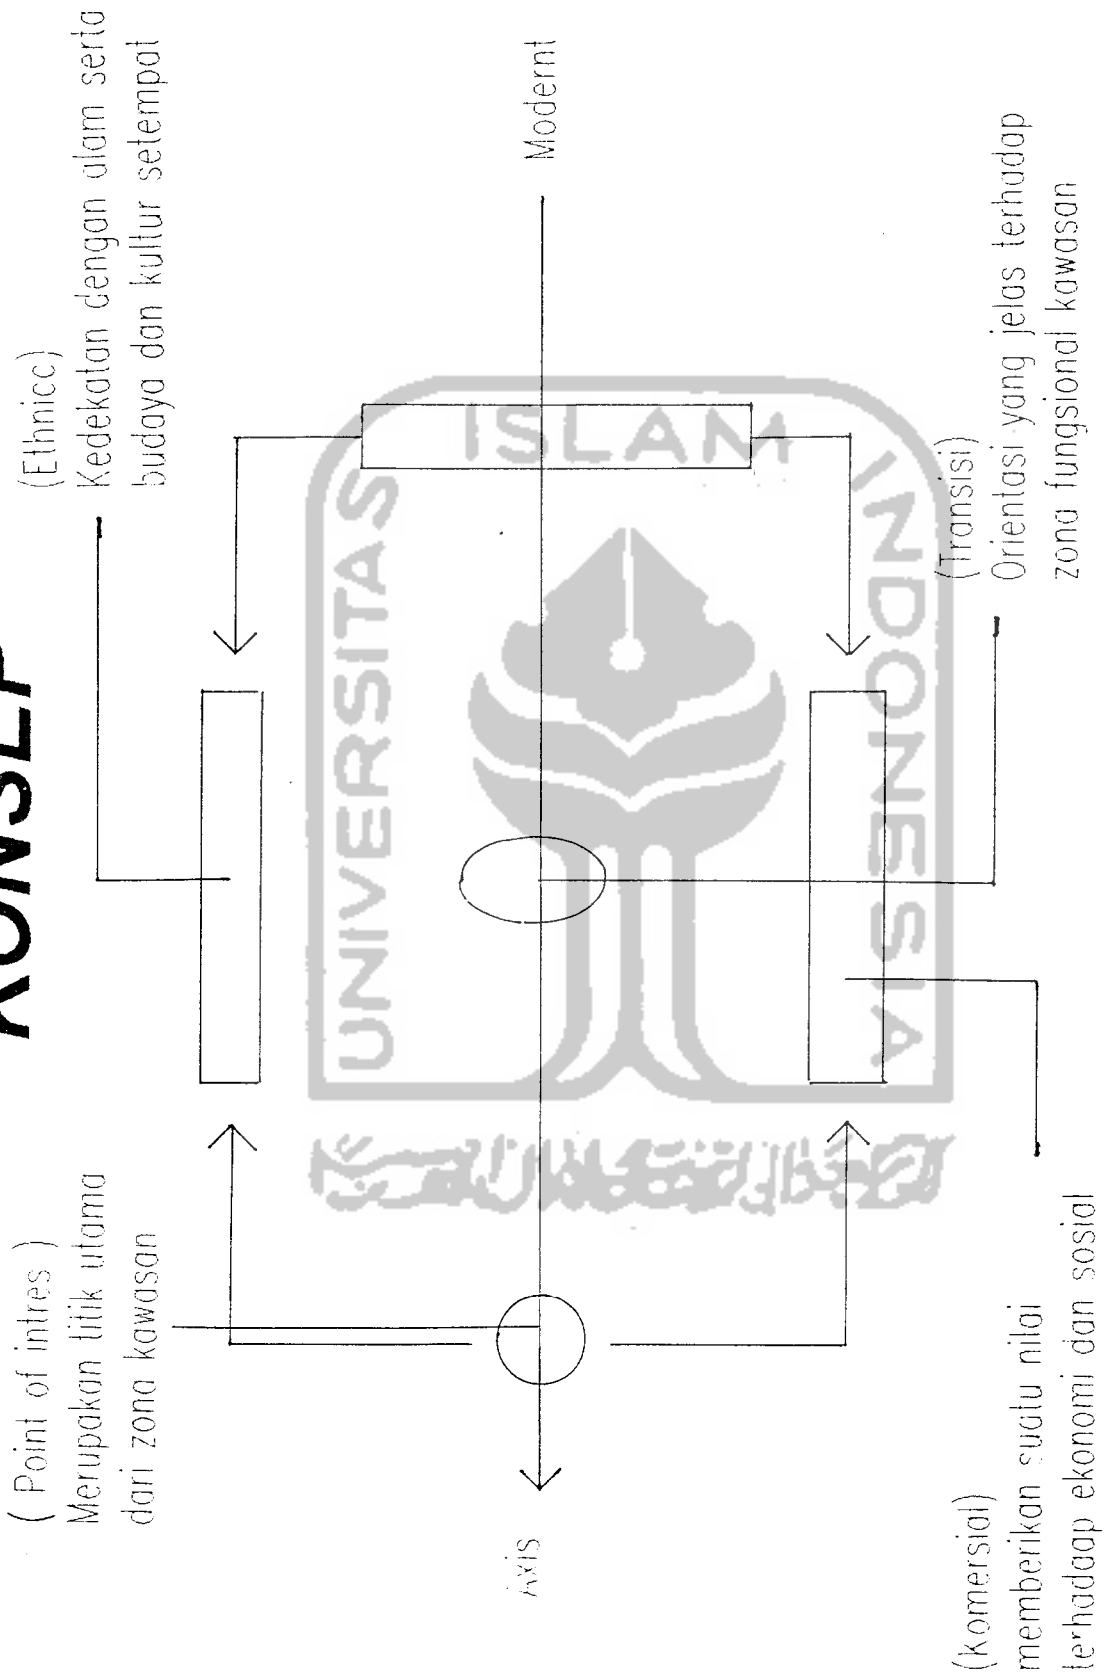 KONSEP
( Point of intres )
Merupakan titik utama
dari zona kawasan
(Ethnicc)
Kedekatan dengan alam serta
budaya dan kultur setempat
Axis
Modernt
(Komersial)
memberikan suatu nilai
terhadaap ekonomi dan sosial
(Transisi)
Orientasi yang jelas terhadap
zona fungsional kawasan
UNIVERSITAS
ISLAM
INDONESIA